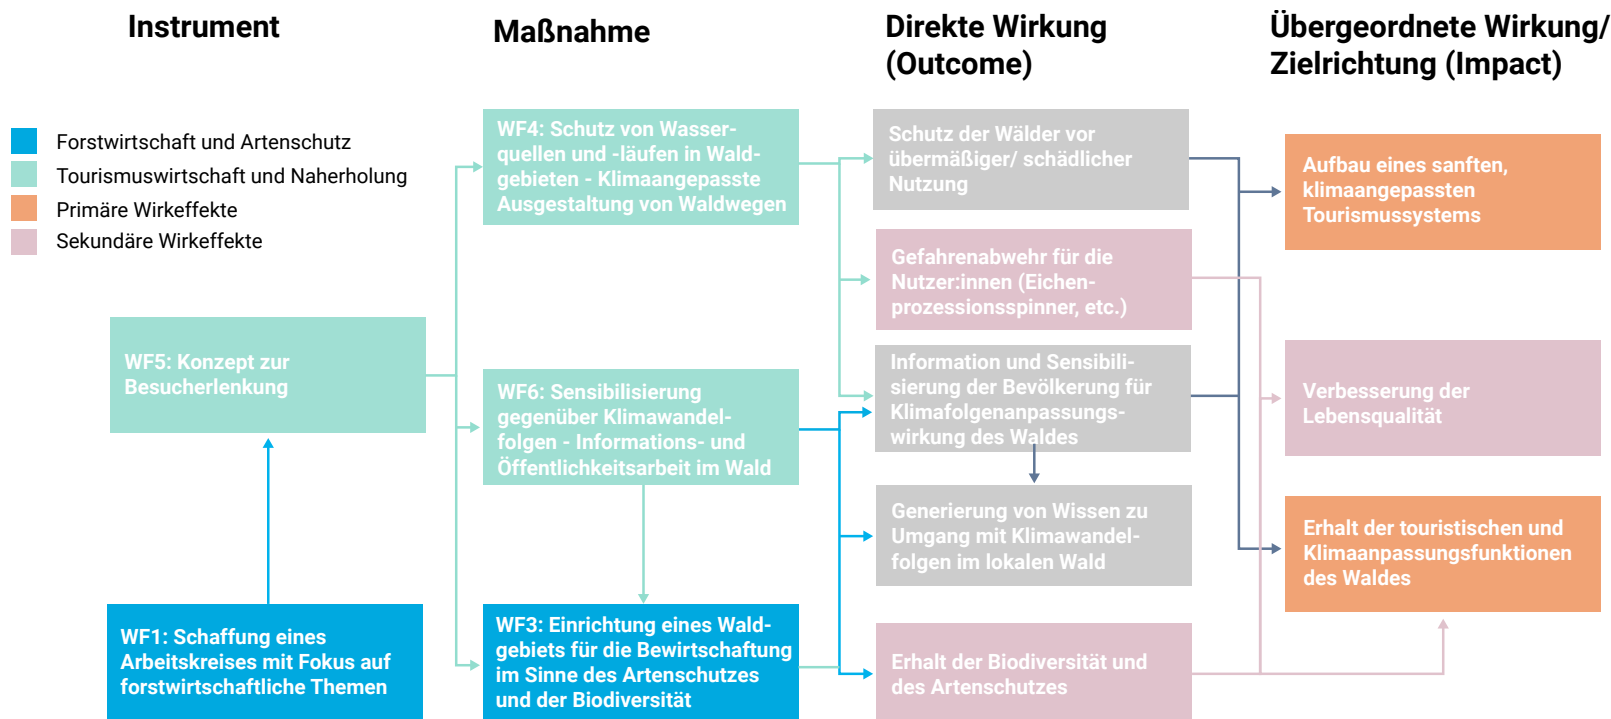 Instrument
Maßnahme
Direkte Wirkung
(Outcome)
Übergeordnete Wirkung/
Zielrichtung (Impact)
Forstwirtschaft und Artenschutz
Tourismuswirtschaft und Naherholung
Primäre Wirkeffekte
Sekundäre Wirkeffekte
WF5: Konzept zur
Besucherlenkung
WF1: Schaffung eines
Arbeitskreises mit Fokus auf
forstwirtschaftliche Themen
WF4: Schutz von Wasser-
quellen und -läufen in Wald-
gebieten - Klimaangepasste
Ausgestaltung von Waldwegen
WF6: Sensibilisierung
gegenüber Klimawandel-
folgen - Informations- und
Öffentlichkeitsarbeit im Wald
WF3: Einrichtung eines Wald-
gebiets für die Bewirtschaftung
im Sinne des Artenschutzes
und der Biodiversität
Schutz der Wälder vor
übermäßiger/ schädlicher
Nutzung
Gefahrenabwehr für die
Nutzer:innen (Eichen-
prozessionsspinner, etc.)
Information und Sensibili-
sierung der Bevölkerung für
Klimafolgenanpassungs-
wirkung des Waldes
Generierung von Wissen zu
Umgang mit Klimawandel-
folgen im lokalen Wald
Erhalt der Biodiversität und
des Artenschutzes
Aufbau eines sanften,
klimaangepassten
Tourismussystems
Verbesserung der
Lebensqualität
Erhalt der touristischen und
Klimaanpassungsfunktionen
des Waldes